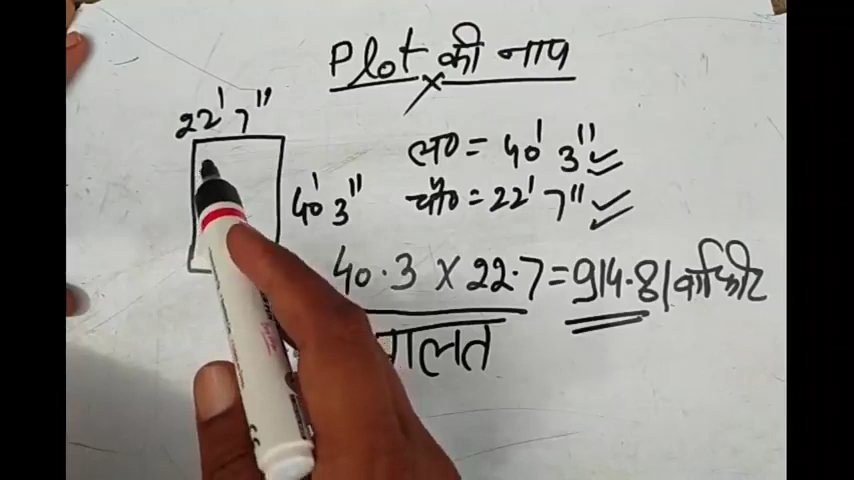 Plot की नाप
22' 7"
ल० = 40' 3"
40' 3"
चौ० = 22' 7"
40.3 X 22.7 = 914.81 वर्ग फीट
गलत